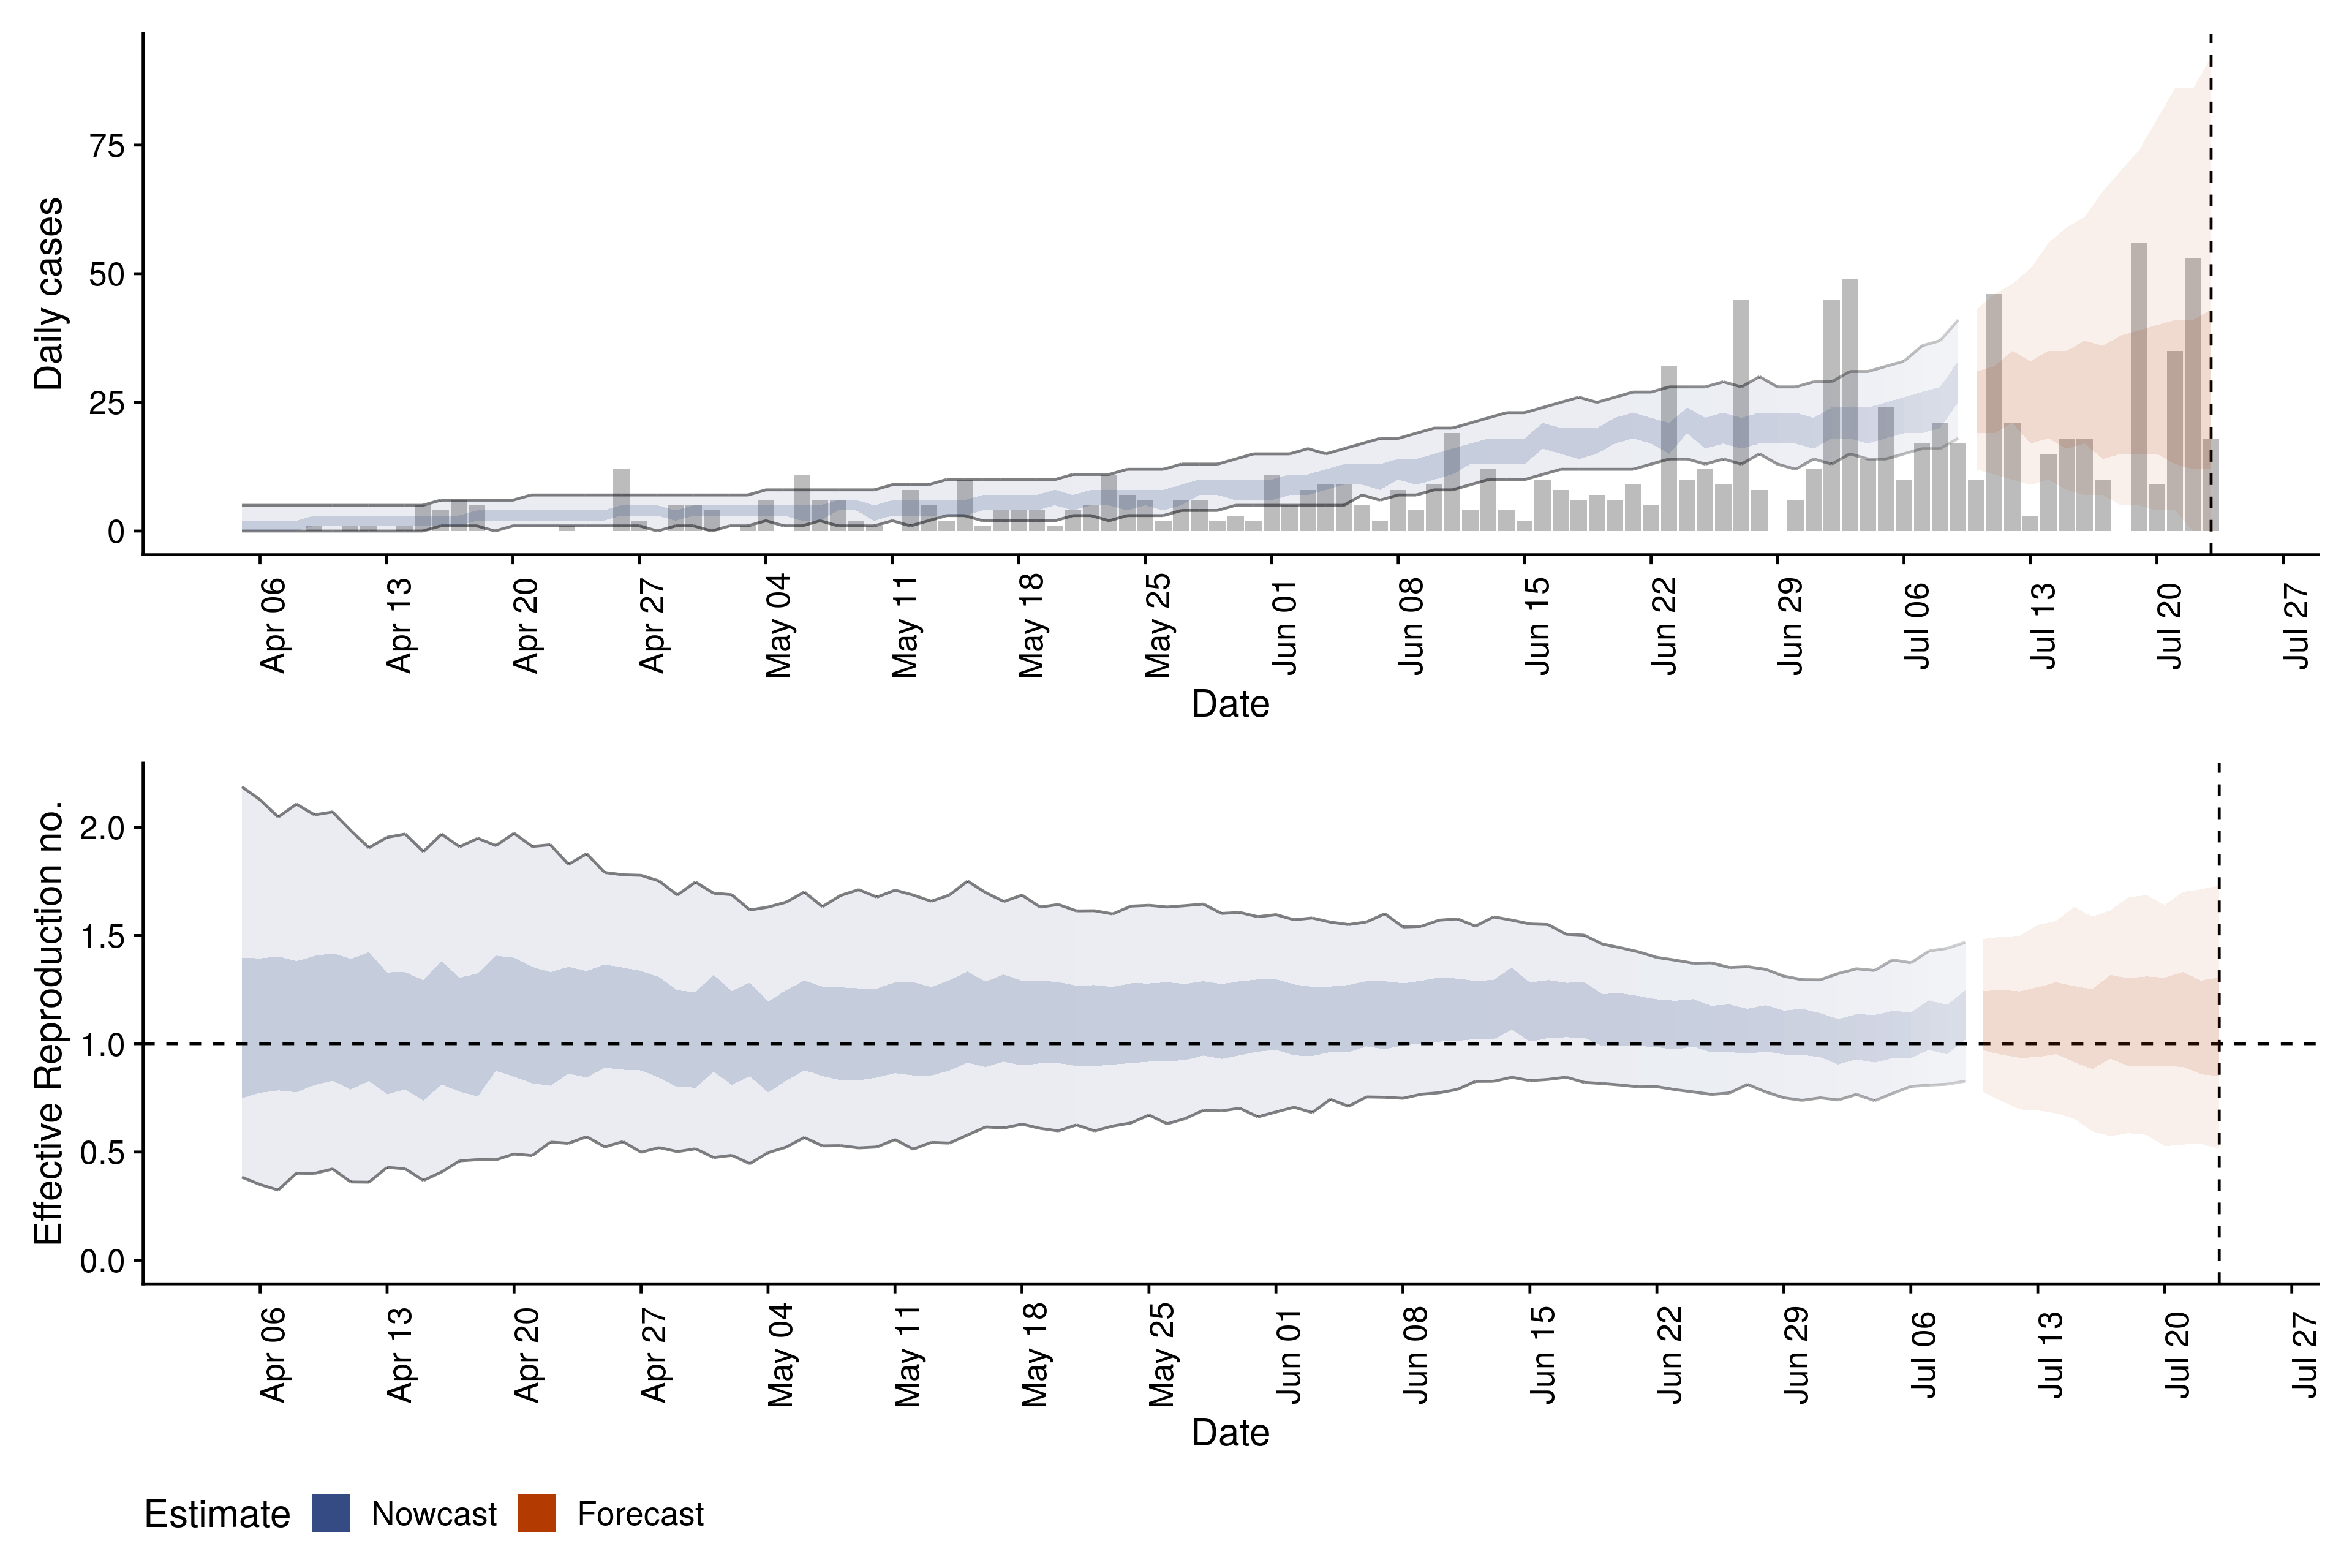 Daily cases
75
50
25
0
Apr 06
Apr 13
Apr 20
Apr 27
May 04
May 11
May 18
May 25
Jun 01
Jun 08
Jun 15
Jun 22
Jun 29
Jul 06
Jul 13
Jul 20
Jul 27
Date
Effective Reproduction no.
2.0
1.5
1.0
0.5
0.0
Apr 06
Apr 13
Apr 20
Apr 27
May 04
May 11
May 18
May 25
Jun 01
Jun 08
Jun 15
Jun 22
Jun 29
Jul 06
Jul 13
Jul 20
Jul 27
Date
Estimate Nowcast Forecast